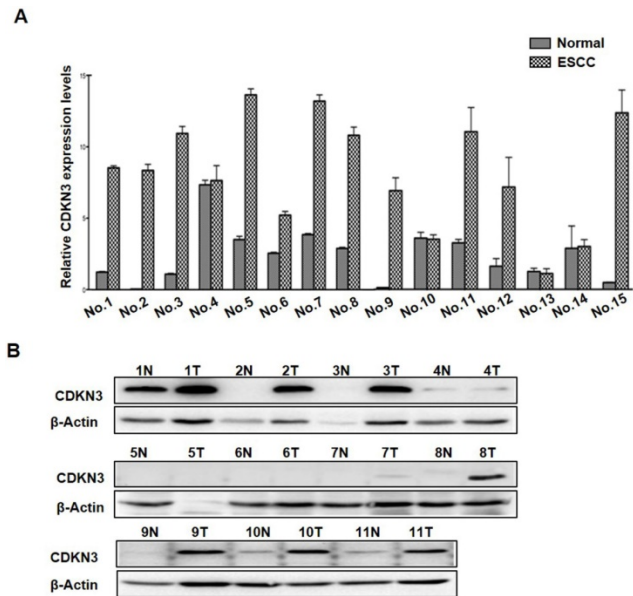 A
Normal
ESCC
Relative CDKN3 expression levels
15
10
5
0
No.1 No.2 No.3 No.4 No.5 No.6 No.7 No.8 No.9 No.10 No.11 No.12 No.13 No.14 No.15
B
1N 1T 2N 2T 3N 3T 4N 4T
CDKN3
β-Actin
5N 5T 6N 6T 7N 7T 8N 8T
CDKN3
β-Actin
9N 9T 10N 10T 11N 11T
CDKN3
β-Actin